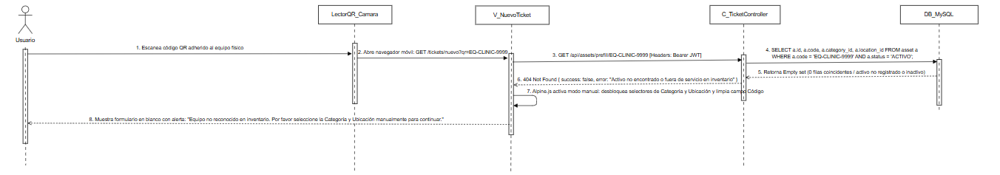 LectorQR_Camara
V_NuevoTicket
C_TicketController
DB_MySQL
Usuario
1. Escanea código QR adherido al equipo físico
2. Abre navegador móvil: GET /tickets/nuevo?qr=EQ-CLINIC-9999
3. GET /api/assets/prefill/EQ-CLINIC-9999 [Headers: Bearer JWT]
4. SELECT a.id, a.code, a.category_id, a.location_id FROM asset a
WHERE a.code = 'EQ-CLINIC-9999' AND a.status = 'ACTIVO';
5. Retorna Empty set (0 filas coincidentes / activo no registrado o inactivo)
6. 404 Not Found { success: false, error: "Activo no encontrado o fuera de servicio en inventario" }
7. Alpine.js activa modo manual: desbloquea selectores de Categoría y Ubicación y limpia campo Código
8. Muestra formulario en blanco con alerta: "Equipo no reconocido en inventario. Por favor seleccione la Categoría y Ubicación manualmente para continuar."